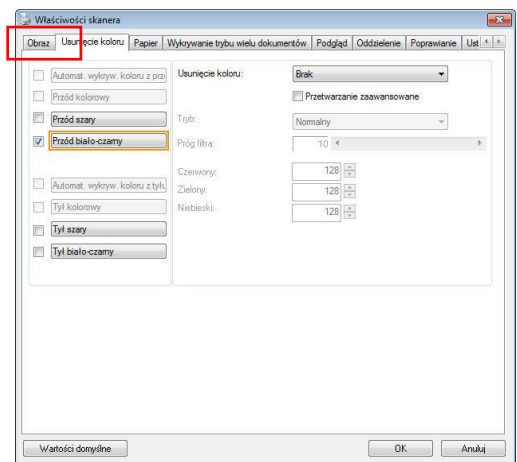 Właściwości skanera
Obraz Usunięcie koloru Papier Wykrywanie trybu wielu dokumentów Podgląd Oddzielenie Poprawianie Ust
Automat. wykryw. koloru z prze
Przód kolorowy
Przód szary
Przód biało-czarny
Automat. wykryw. koloru z tyłu
Tył kolorowy
Tył szary
Tył biało-czarny
Usunięcie koloru: Brak
Przetwarzanie zaawansowane
Tryb: Normalny
Próg filtra: 10
Czerwony: 128
Zielony: 128
Niebieski: 128
Wartości domyślne OK Anuluj